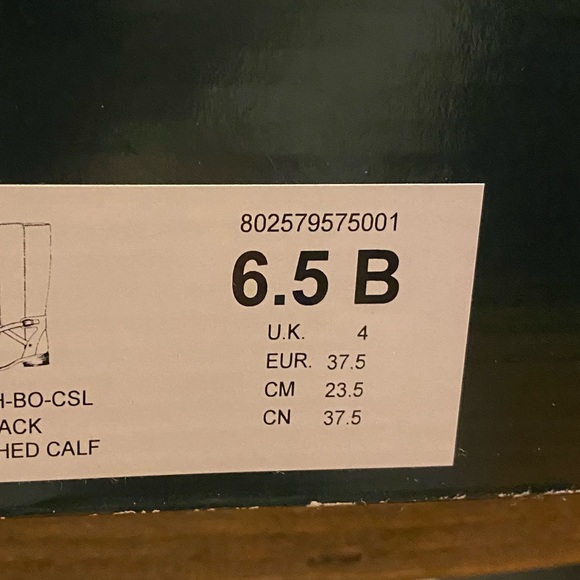 802579575001
6.5 B
U.K. 4
EUR. 37.5
CM 23.5
CN 37.5
H-BO-CSL
ACK
HED CALF